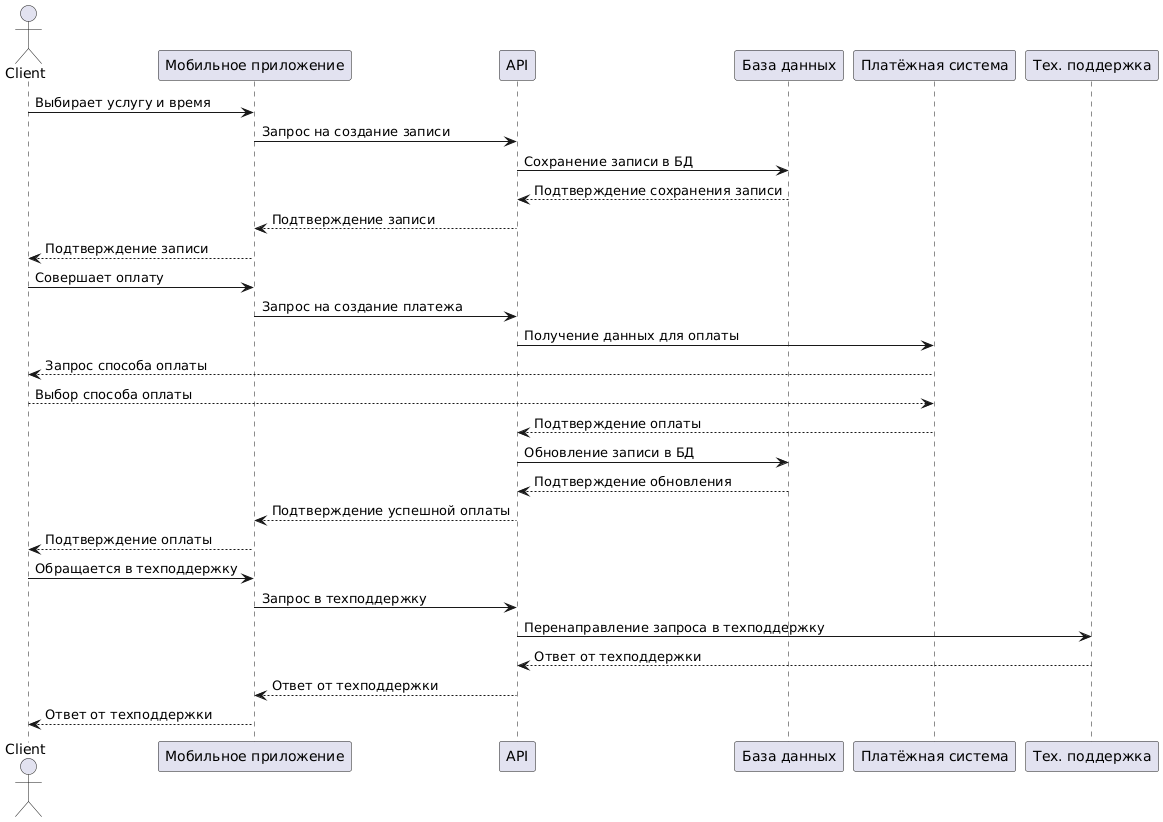 Client
Мобильное приложение
API
База данных
Платёжная система
Тех. поддержка
Выбирает услугу и время
Запрос на создание записи
Сохранение записи в БД
Подтверждение сохранения записи
Подтверждение записи
Подтверждение записи
Совершает оплату
Запрос на создание платежа
Получение данных для оплаты
Запрос способа оплаты
Выбор способа оплаты
Подтверждение оплаты
Обновление записи в БД
Подтверждение обновления
Подтверждение успешной оплаты
Подтверждение оплаты
Обращается в техподдержку
Запрос в техподдержку
Перенаправление запроса в техподдержку
Ответ от техподдержки
Ответ от техподдержки
Ответ от техподдержки
Client
Мобильное приложение
API
База данных
Платёжная система
Тех. поддержка